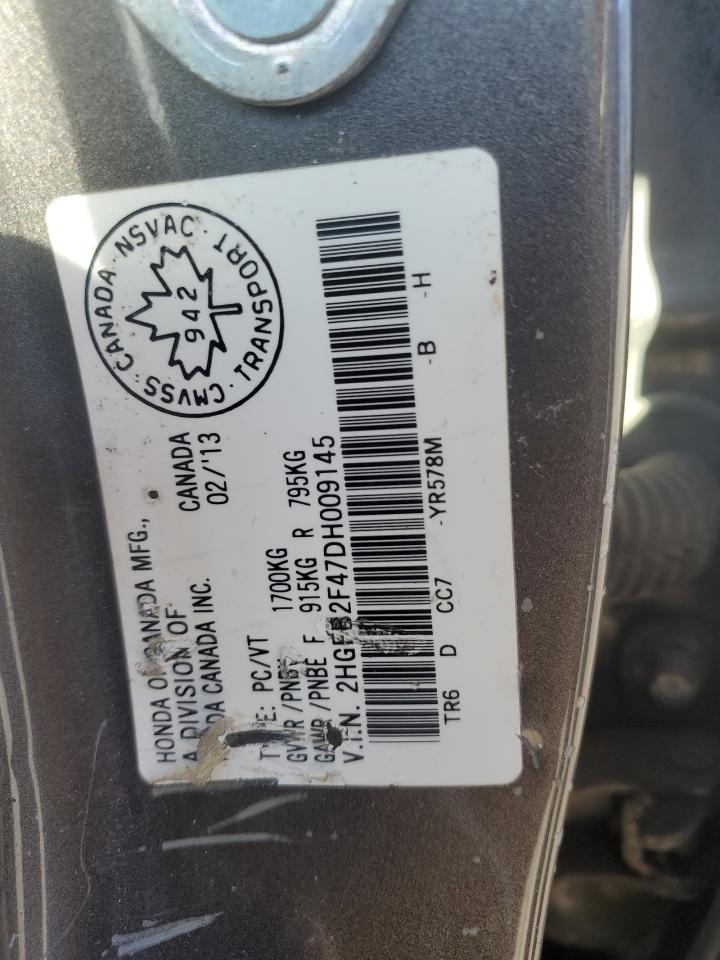 HONDA OF CANADA MFG.,
A DIVISION OF CANADA
CANADA INC. 02/'13
TYPE: PC/VT
GVWR/PNBV 1700KG
GAWR/PNBE F 915KG R 795KG
V.I.N. 2HGFB2F47DH009145
TR6 D CC7 -YR578M -B -H
CMVSS · CANADA · NSVAC · TRANSPORT
942